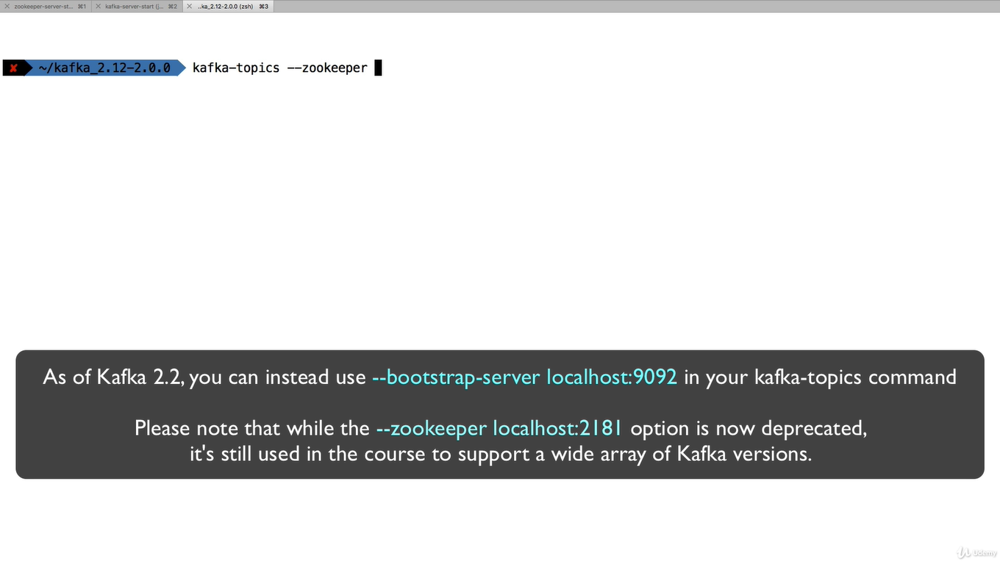 zookeeper-server-st... ⌘1 kafka-server-start (j... ⌘2 ..ka_2.12-2.0.0 (zsh) ⌘3
✘ ~/kafka_2.12-2.0.0 kafka-topics --zookeeper
As of Kafka 2.2, you can instead use --bootstrap-server localhost:9092 in your kafka-topics command
Please note that while the --zookeeper localhost:2181 option is now deprecated,
it's still used in the course to support a wide array of Kafka versions.
Udemy